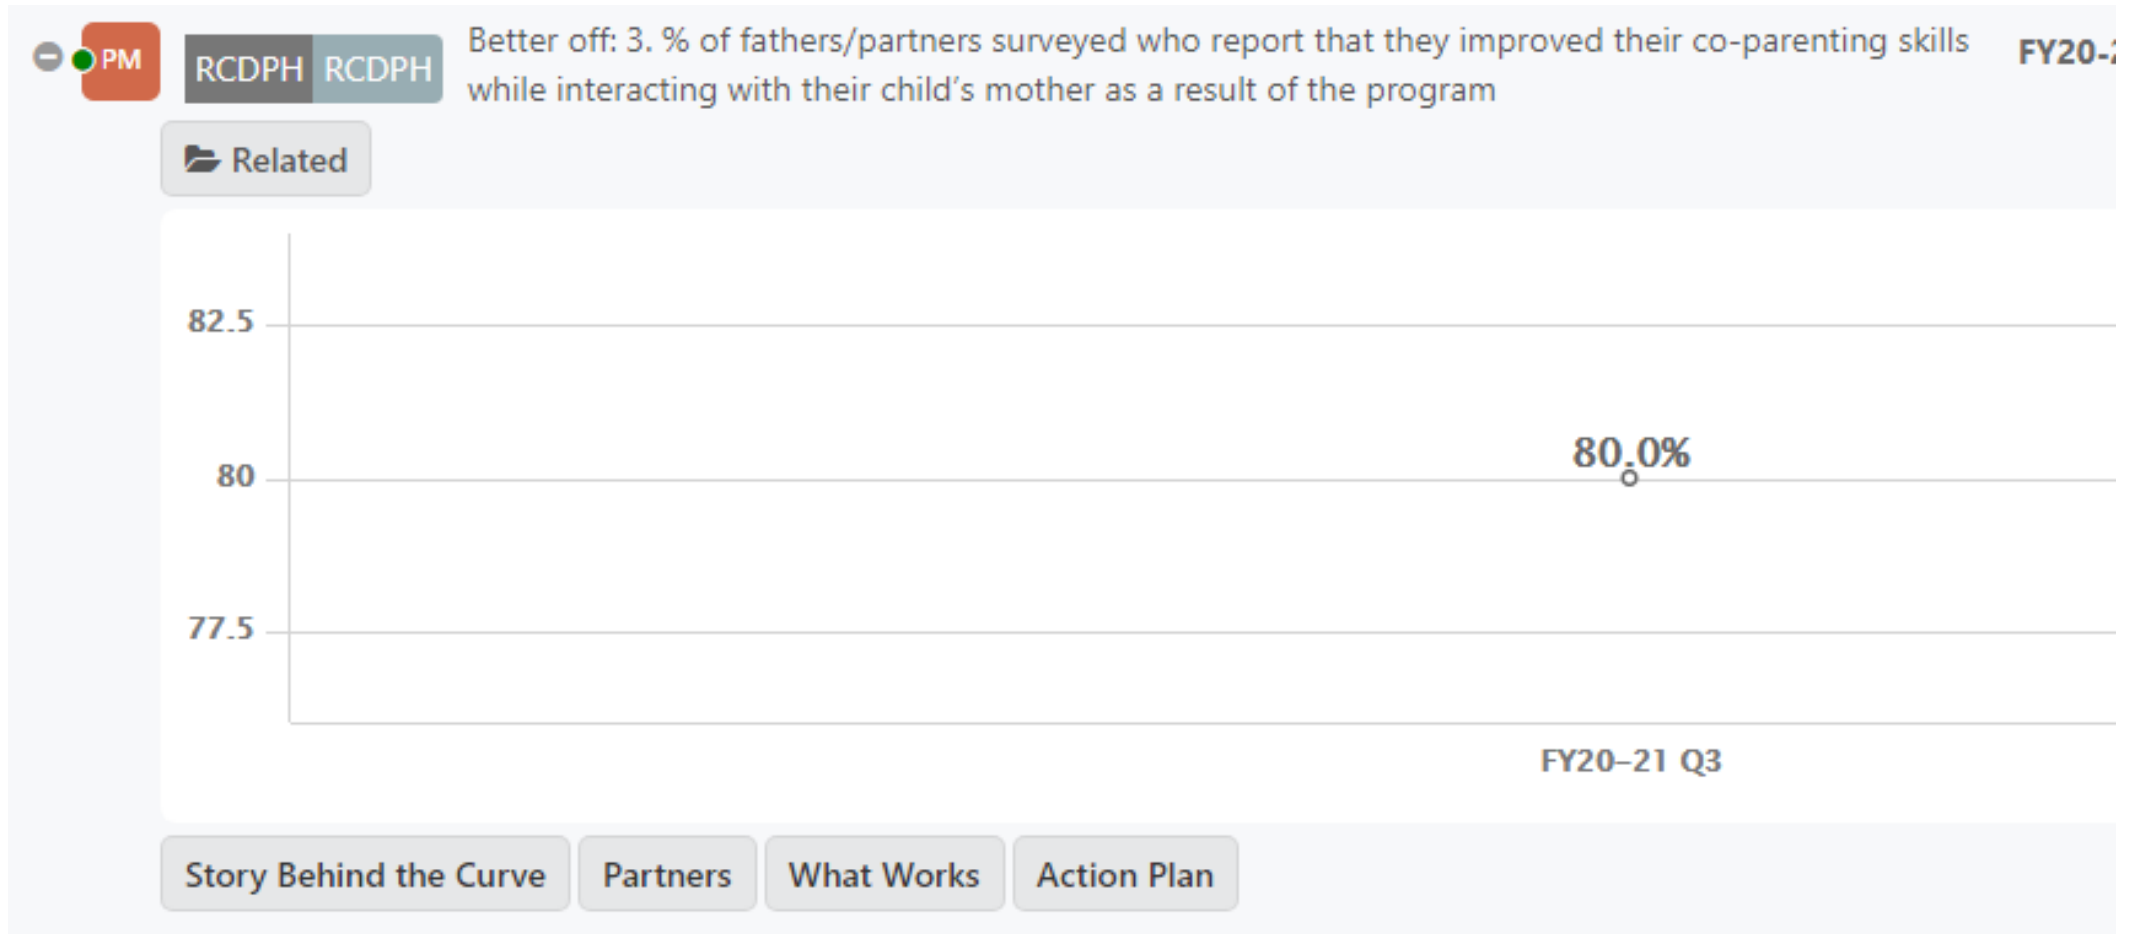 PM RCDPH RCDPH Better off: 3. % of fathers/partners surveyed who report that they improved their co-parenting skills FY20-2
while interacting with their child's mother as a result of the program
Related
82.5
80.0%
80
77.5
FY20–21 Q3
Story Behind the Curve Partners What Works Action Plan